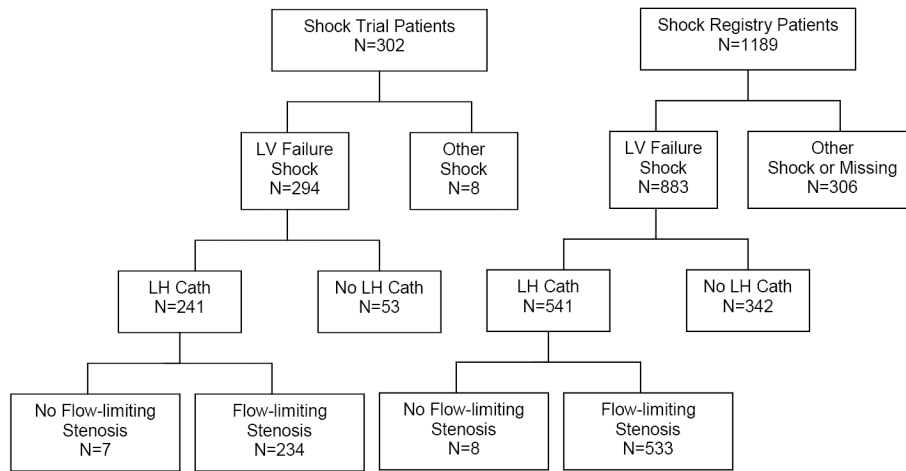 Shock Trial Patients
N=302
Shock Registry Patients
N=1189
LV Failure
Shock
N=294
Other
Shock
N=8
LV Failure
Shock
N=883
Other
Shock or Missing
N=306
LH Cath
N=241
No LH Cath
N=53
LH Cath
N=541
No LH Cath
N=342
No Flow-limiting
Stenosis
N=7
Flow-limiting
Stenosis
N=234
No Flow-limiting
Stenosis
N=8
Flow-limiting
Stenosis
N=533